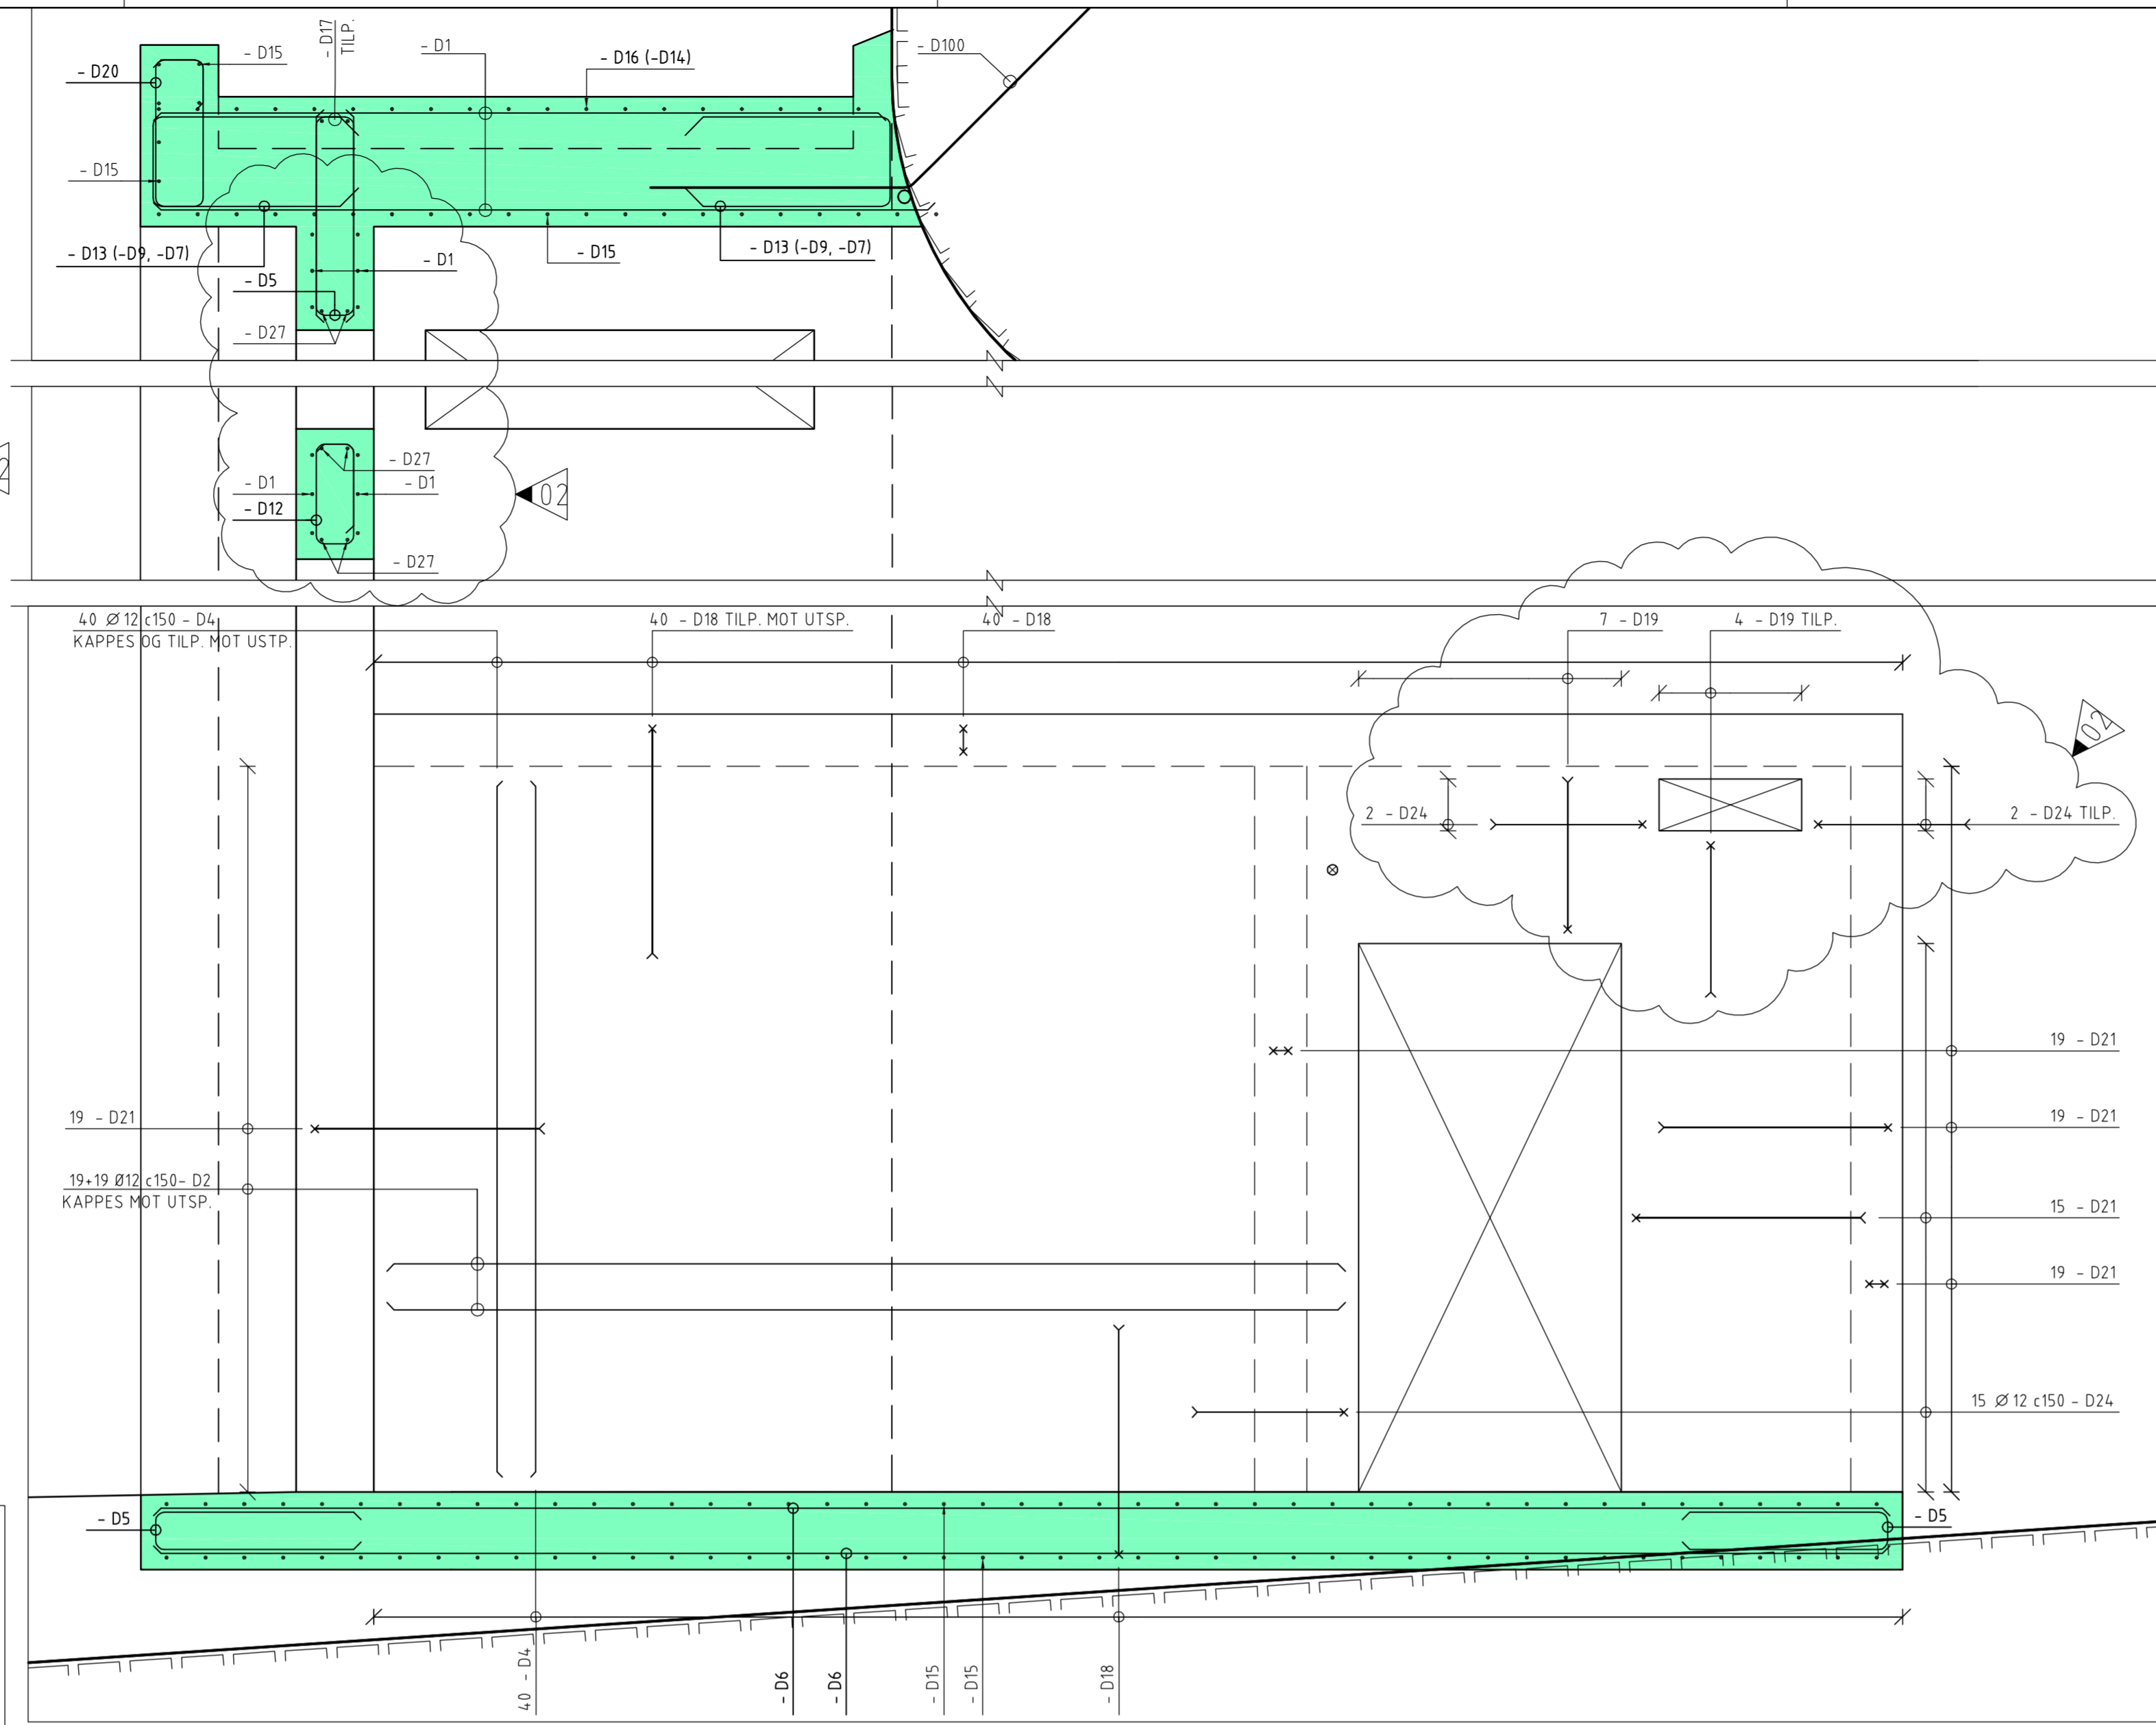 - D17
TILP.
- D15
- D1
- D16 (-D14)
- D100
- D20
- D15
- D13 (-D9, -D7)
- D1
- D15
- D13 (-D9, -D7)
- D5
- D27
- D27
- D1
- D1
- D12
02
- D27
40 Ø12 c150 - D4
KAPPES OG TILP. MOT USTP.
40 - D18 TILP. MOT UTSP.
40 - D18
7 - D19
4 - D19 TILP.
02
2 - D24
2 - D24 TILP.
19 - D21
19 - D21
19 - D21
19+19 Ø12 c150- D2
KAPPES MOT UTSP.
15 - D21
19 - D21
15 Ø12 c150 - D24
- D5
- D5
40 - D4
- D6
- D6
- D15
- D15
- D18